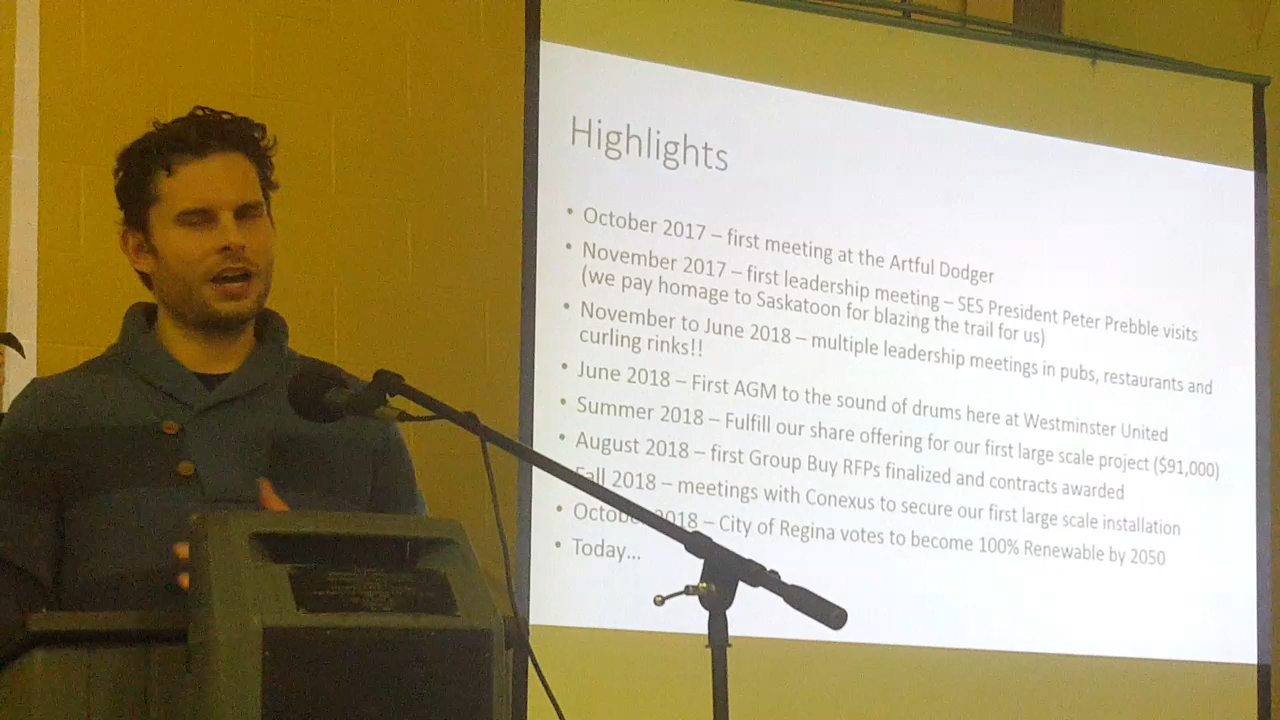 Highlights
• October 2017 – first meeting at the Artful Dodger
• November 2017 – first leadership meeting – SES President Peter Prebble visits
(we pay homage to Saskatoon for blazing the trail for us)
• November to June 2018 – multiple leadership meetings in pubs, restaurants and
curling rinks!!
• June 2018 – First AGM to the sound of drums here at Westminster United
• Summer 2018 – Fulfill our share offering for our first large scale project ($91,000)
• August 2018 – first Group Buy RFPs finalized and contracts awarded
Fall 2018 – meetings with Conexus to secure our first large scale installation
• October 2018 – City of Regina votes to become 100% Renewable by 2050
• Today...